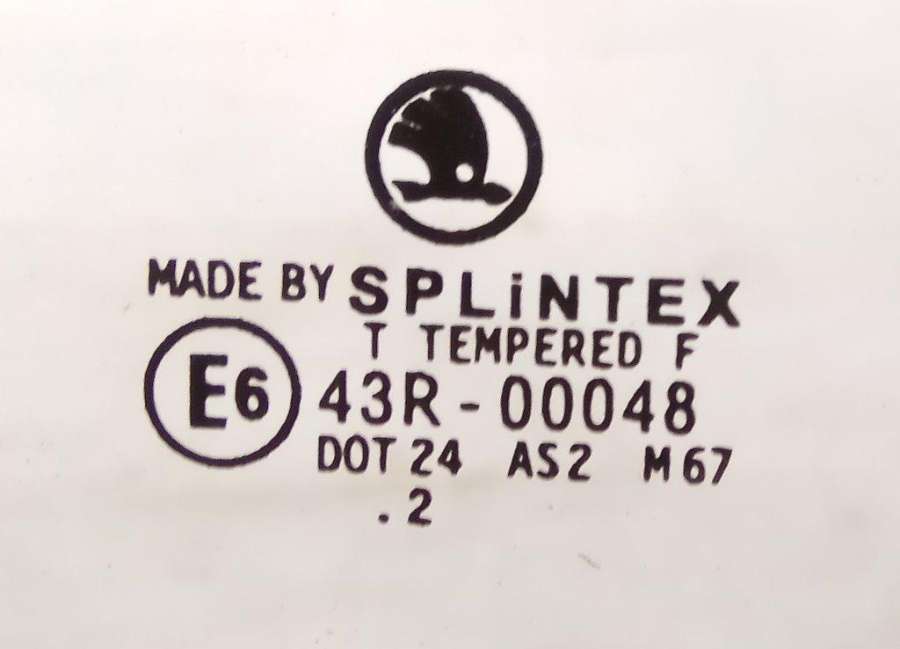 MADE BY SPLiNTEX
T TEMPERED F
E6 43R - 00048
DOT 24 AS2 M67
. 2